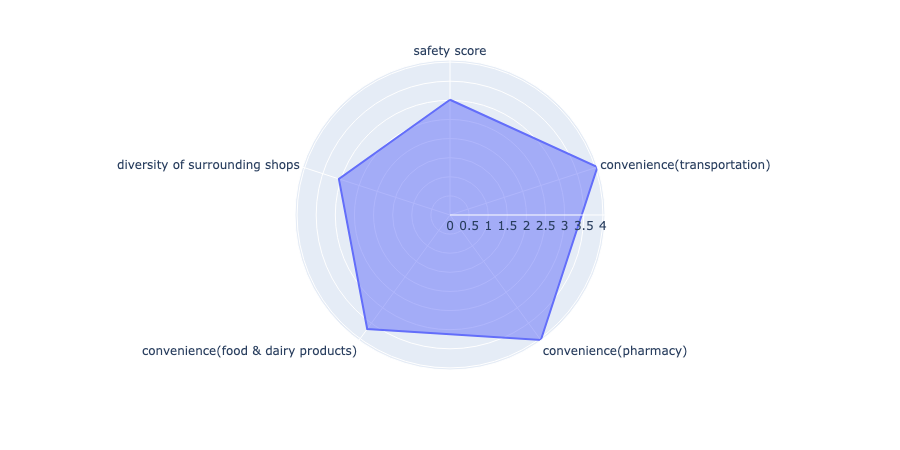 safety score
diversity of surrounding shops
convenience(transportation)
0 0.5 1 1.5 2 2.5 3 3.5 4
convenience(food & dairy products)
convenience(pharmacy)